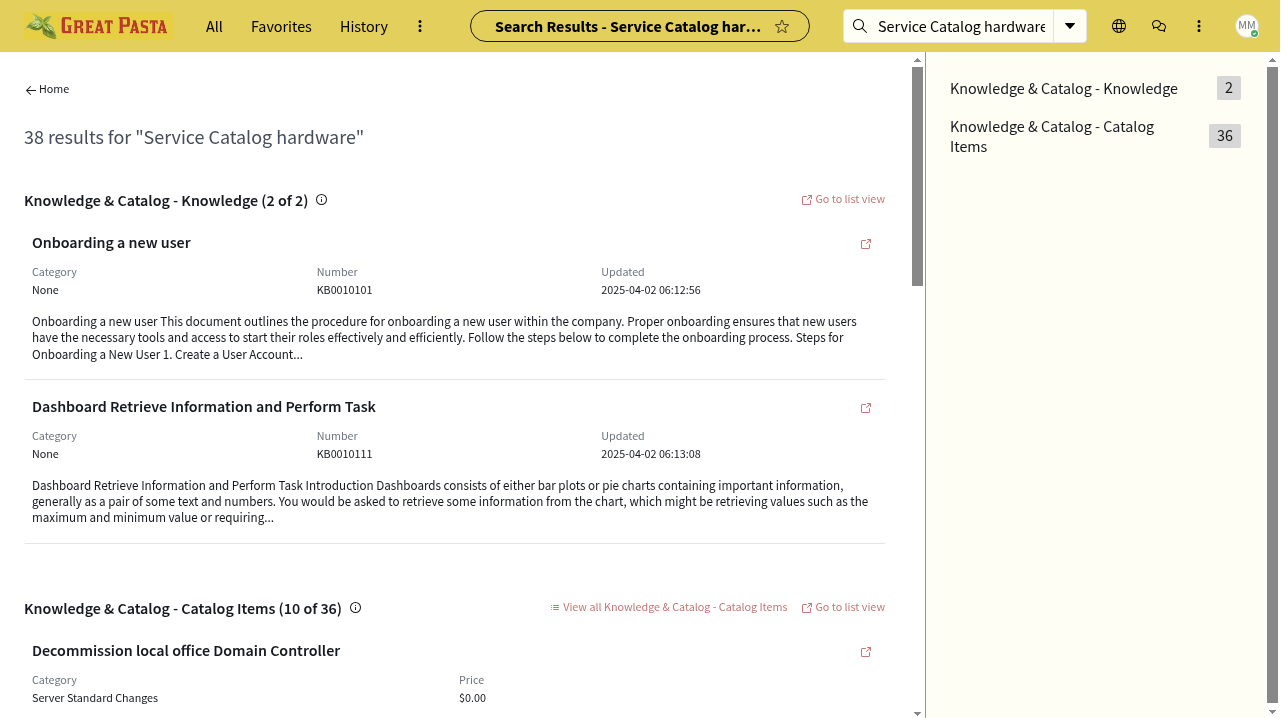 GREAT PASTA
All
Favorites
History
Search Results - Service Catalog har...
Service Catalog hardware
MM
Home
38 results for "Service Catalog hardware"
Knowledge & Catalog - Knowledge (2 of 2)
Go to list view
Onboarding a new user
Category
Number
Updated
None
KB0010101
2025-04-02 06:12:56
Onboarding a new user This document outlines the procedure for onboarding a new user within the company. Proper onboarding ensures that new users
have the necessary tools and access to start their roles effectively and efficiently. Follow the steps below to complete the onboarding process. Steps for
Onboarding a New User 1. Create a User Account...
Dashboard Retrieve Information and Perform Task
Category
Number
Updated
None
KB0010111
2025-04-02 06:13:08
Dashboard Retrieve Information and Perform Task Introduction Dashboards consists of either bar plots or pie charts containing important information,
generally as a pair of some text and numbers. You would be asked to retrieve some information from the chart, which might be retrieving values such as the
maximum and minimum value or requiring...
Knowledge & Catalog - Catalog Items (10 of 36)
View all Knowledge & Catalog - Catalog Items
Go to list view
Decommission local office Domain Controller
Category
Price
Server Standard Changes
$0.00
Knowledge & Catalog - Knowledge
2
Knowledge & Catalog - Catalog
Items
36